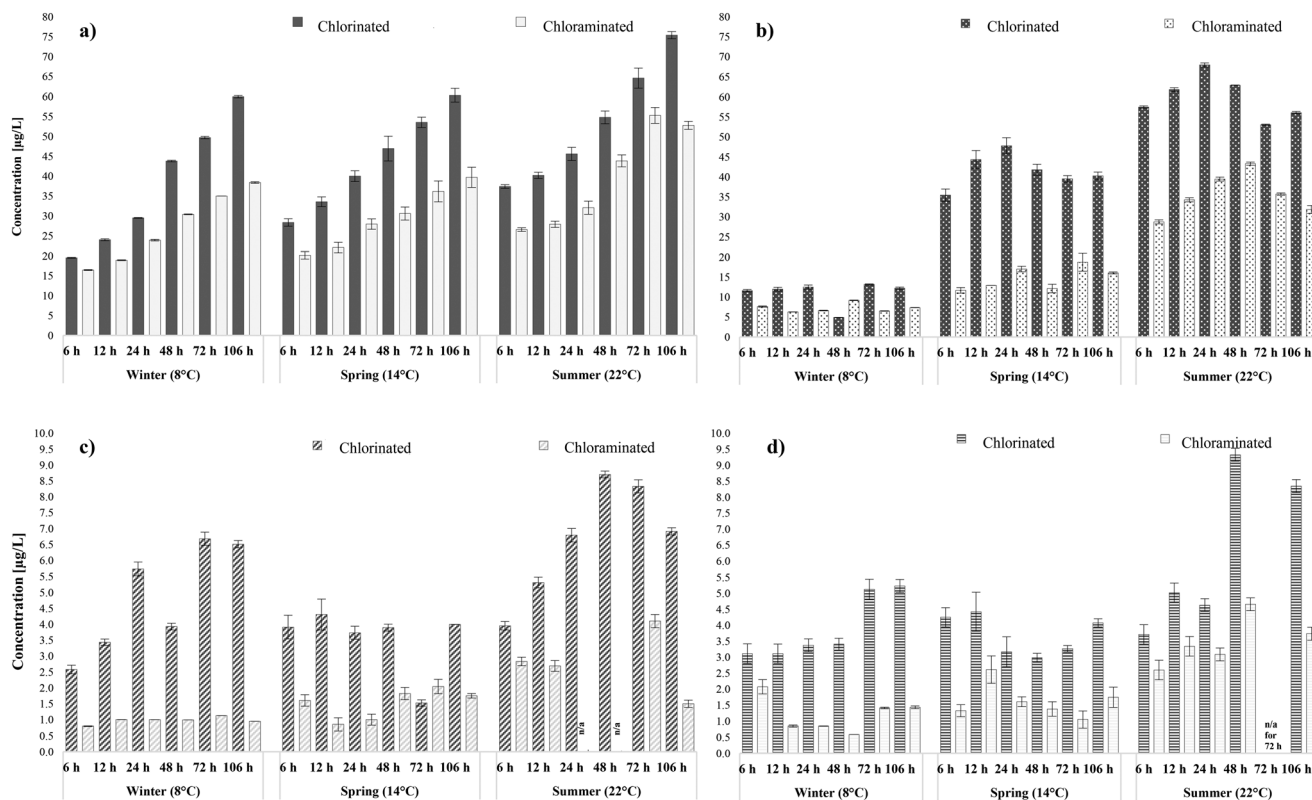 a)
Chlorinated
Chloraminated
Concentration [µg/L]
80
75
70
65
60
55
50
45
40
35
30
25
20
15
10
5
0
6 h 12 h 24 h 48 h 72 h 106 h 6 h 12 h 24 h 48 h 72 h 106 h 6 h 12 h 24 h 48 h 72 h 106 h
Winter (8°C) Spring (14°C) Summer (22°C)
b)
Chlorinated
Chloraminated
80
75
70
65
60
55
50
45
40
35
30
25
20
15
10
5
0
6 h 12 h 24 h 48 h 72 h 106 h 6 h 12 h 24 h 48 h 72 h 106 h 6 h 12 h 24 h 48 h 72 h 106 h
Winter (8°C) Spring (14°C) Summer (22°C)
c)
Chlorinated
Chloraminated
Concentration [µg/L]
10.0
9.5
9.0
8.5
8.0
7.5
7.0
6.5
6.0
5.5
5.0
4.5
4.0
3.5
3.0
2.5
2.0
1.5
1.0
0.5
0.0
n/a
n/a
6 h 12 h 24 h 48 h 72 h 106 h 6 h 12 h 24 h 48 h 72 h 106 h 6 h 12 h 24 h 48 h 72 h 106 h
Winter (8°C) Spring (14°C) Summer (22°C)
d)
Chlorinated
Chloraminated
10.0
9.5
9.0
8.5
8.0
7.5
7.0
6.5
6.0
5.5
5.0
4.5
4.0
3.5
3.0
2.5
2.0
1.5
1.0
0.5
0.0
n/a
for
72 h
6 h 12 h 24 h 48 h 72 h 106 h 6 h 12 h 24 h 48 h 72 h 106 h 6 h 12 h 24 h 48 h 72 h 106 h
Winter (8°C) Spring (14°C) Summer (22°C)